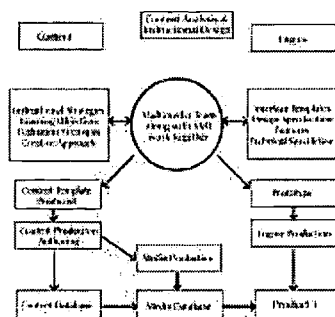 Content Analysis &
Instructional Design
Content
Engine
Instructional Strategies
Learning Objectives
Evaluation Strategies
Creative Approach
Multimedia Team
along with SME
work together
Interface Templates
Design Specifications
Features
Technical Specifications
Content Template
Produced
Prototype
Content Production
Authoring
Engine Production
Media Production
Content Database
Media Database
Product 1